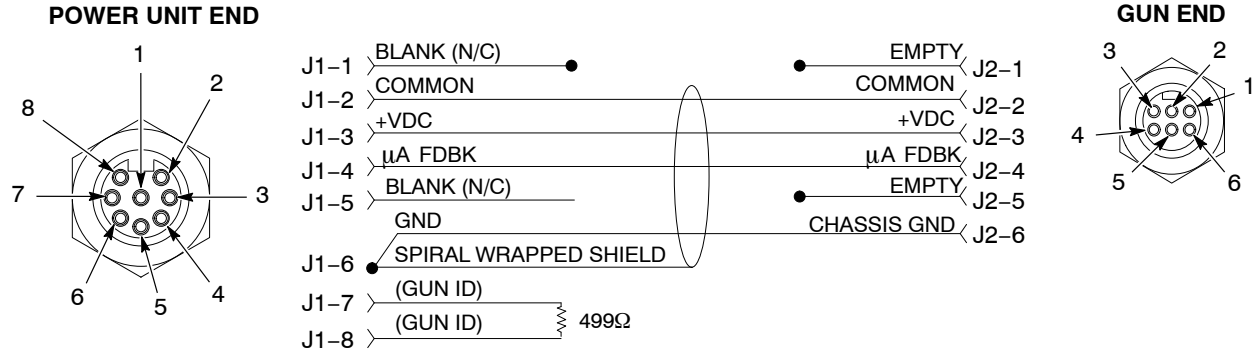 POWER UNIT END
GUN END
1
2
3
4
5
6
7
8
J1−1 BLANK (N/C) EMPTY J2−1
J1−2 COMMON COMMON J2−2
J1−3 +VDC +VDC J2−3
J1−4 μA FDBK μA FDBK J2−4
J1−5 BLANK (N/C) EMPTY J2−5
GND CHASSIS GND J2−6
J1−6 SPIRAL WRAPPED SHIELD
J1−7 (GUN ID)
499Ω
J1−8 (GUN ID)
3
2
1
4
5
6